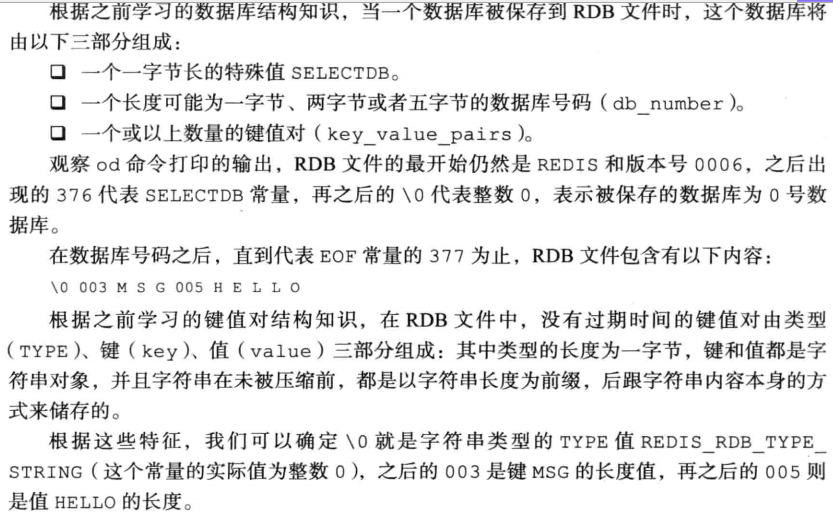 根据之前学习的数据库结构知识，当一个数据库被保存到 RDB 文件时，这个数据库将
由以下三部分组成：
❑ 一个一字节长的特殊值 SELECTDB。
❑ 一个长度可能为一字节、两字节或者五字节的数据库号码（db_number）。
❑ 一个或以上数量的键值对（key_value_pairs）。
观察 od 命令打印的输出，RDB 文件的最开始仍然是 REDIS 和版本号 0006，之后出
现的 376 代表 SELECTDB 常量，再之后的 \0 代表整数 0，表示被保存的数据库为 0 号数
据库。
在数据库号码之后，直到代表 EOF 常量的 377 为止，RDB 文件包含有以下内容：
\0 003 M S G 005 H E L L O
根据之前学习的键值对结构知识，在 RDB 文件中，没有过期时间的键值对由类型
（TYPE）、键（key）、值（value）三部分组成：其中类型的长度为一字节，键和值都是字
符串对象，并且字符串在未被压缩前，都是以字符串长度为前缀，后跟字符串内容本身的方
式来储存的。
根据这些特征，我们可以确定 \0 就是字符串类型的 TYPE 值 REDIS_RDB_TYPE_
STRING（这个常量的实际值为整数 0），之后的 003 是键 MSG 的长度值，再之后的 005 则
是值 HELLO 的长度。